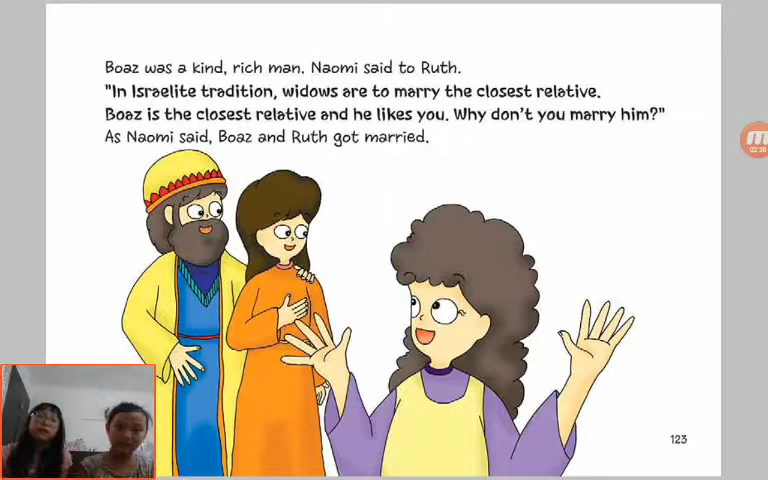 Boaz was a kind, rich man. Naomi said to Ruth.
"In Israelite tradition, widows are to marry the closest relative.
Boaz is the closest relative and he likes you. Why don't you marry him?"
As Naomi said, Boaz and Ruth got married.
02:38
123